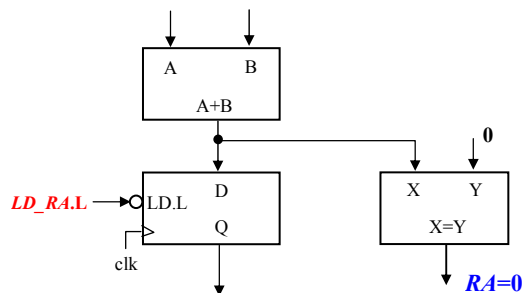 A B
A+B
0
D
X Y
LD_RA.L
LD.L
Q
X=Y
clk
RA=0